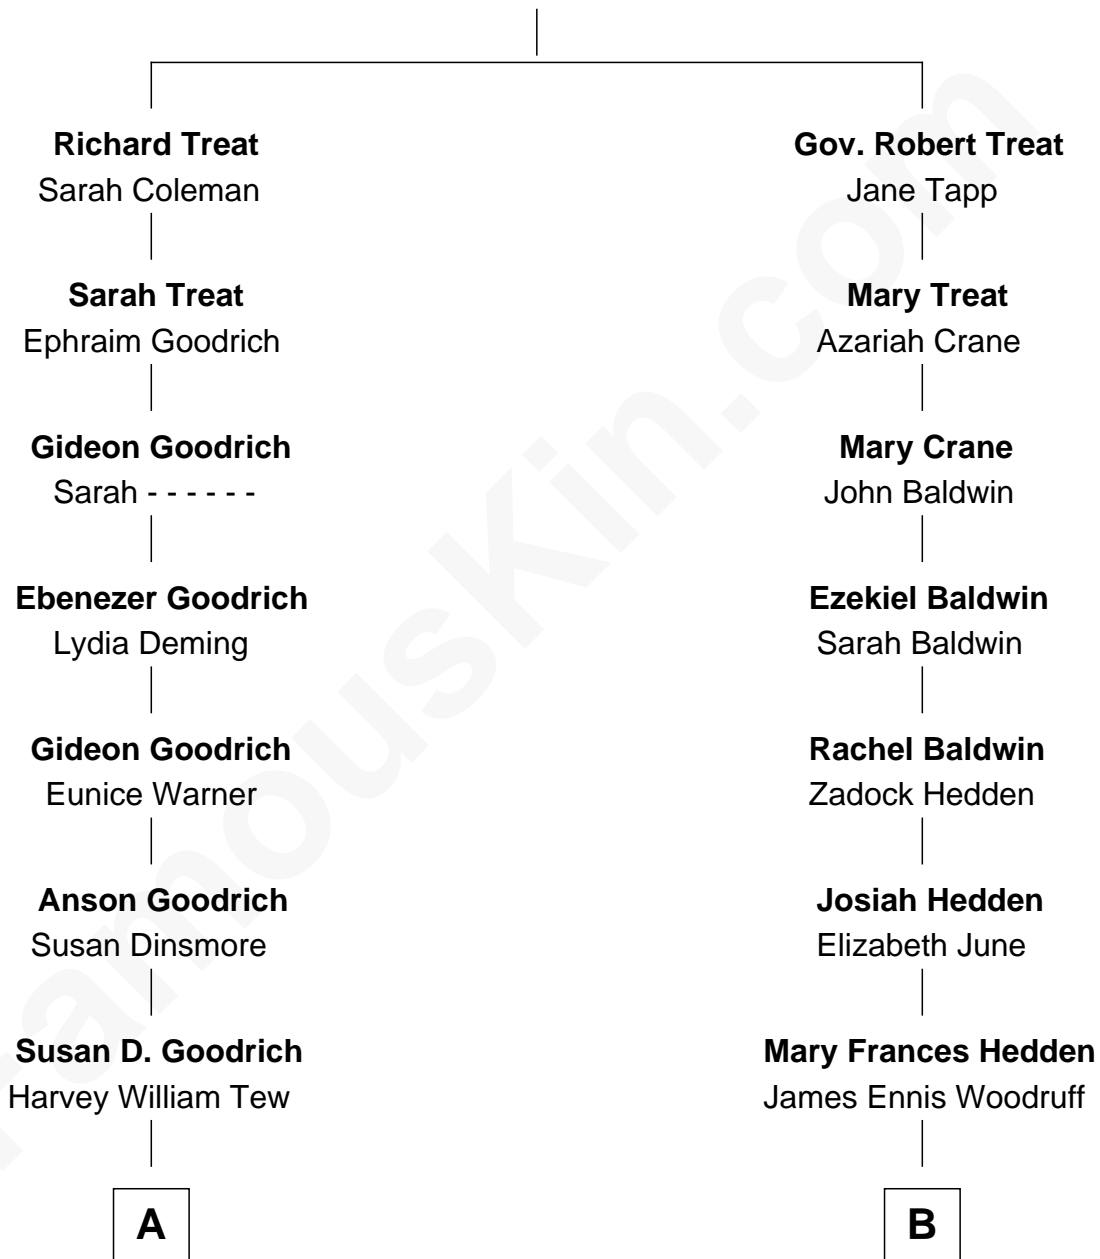 Richard Treat
Sarah Coleman
Gov. Robert Treat
Jane Tapp
Sarah Treat
Ephraim Goodrich
Mary Treat
Azariah Crane
Gideon Goodrich
Sarah - - - - - -
Mary Crane
John Baldwin
Ebenezer Goodrich
Lydia Deming
Ezekiel Baldwin
Sarah Baldwin
Gideon Goodrich
Eunice Warner
Rachel Baldwin
Zadock Hedden
Anson Goodrich
Susan Dinsmore
Josiah Hedden
Elizabeth June
Susan D. Goodrich
Harvey William Tew
Mary Frances Hedden
James Ennis Woodruff
A
B
FamousKin.com